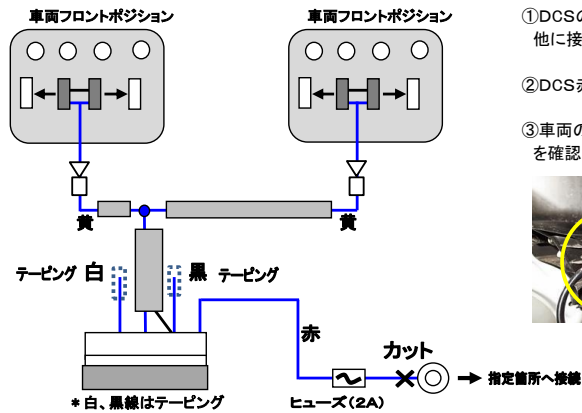 車両フロントポジション
車両フロントポジション
黄
黄
テーピング 白
黒 テーピング
赤
カット
指定箇所へ接続
＊白、黒線はテーピング
ヒューズ（2A）
①DCSの
他に接
②DCS赤
③車両の
を確認